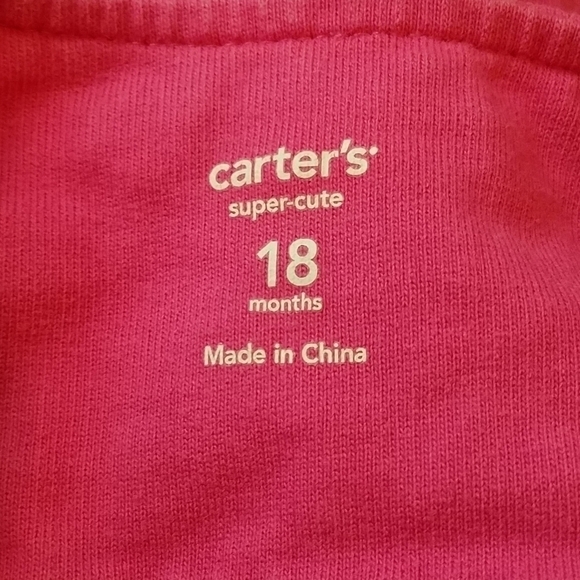 carter's
super-cute
18
months
Made in China